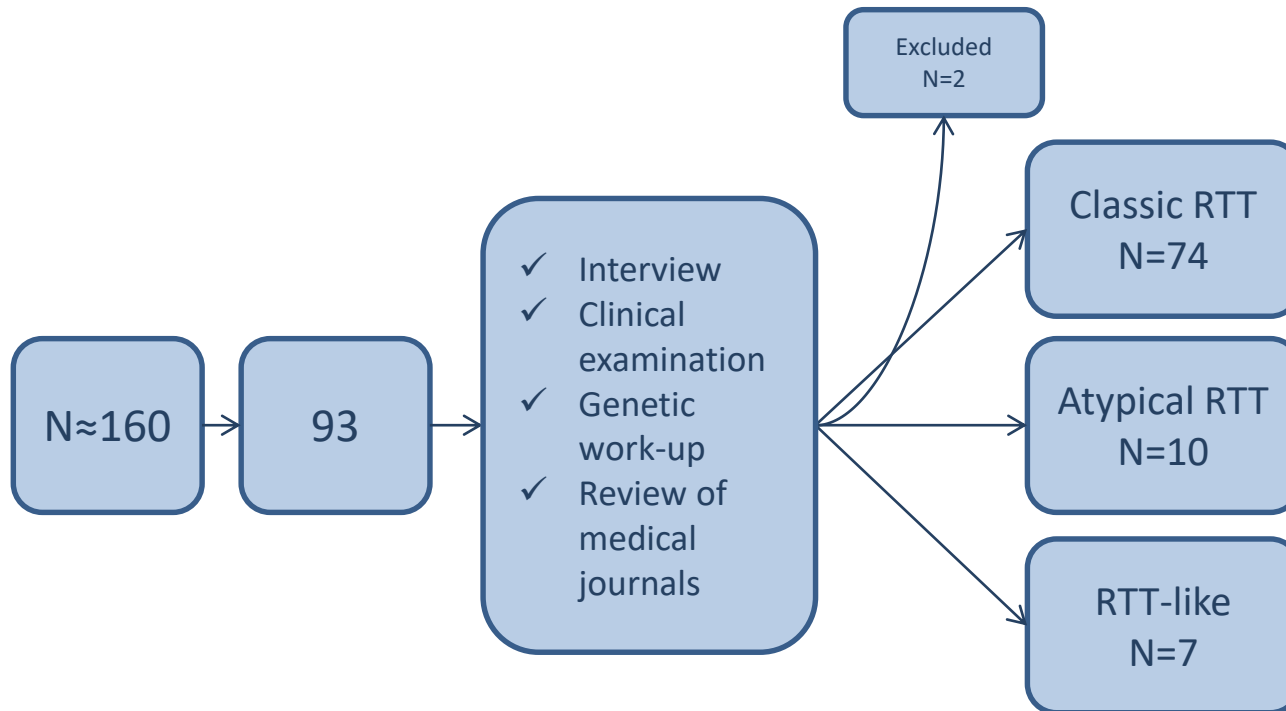 N≈160
93
✓ Interview
✓ Clinical
examination
✓ Genetic
work-up
✓ Review of
medical
journals
Excluded
N=2
Classic RTT
N=74
Atypical RTT
N=10
RTT-like
N=7